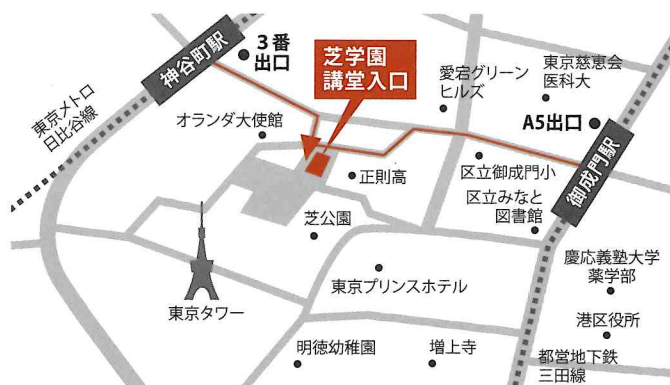 神谷町駅
3番
出口
芝学園
講堂入口
東京メトロ
日比谷線
オランダ大使館
愛宕グリーン
ヒルズ
東京慈恵会
医科大
A5出口
御成門駅
正則高
区立御成門小
区立みなと
図書館
芝公園
東京タワー
東京プリンスホテル
慶応義塾大学
薬学部
港区役所
明徳幼稚園
増上寺
都営地下鉄
三田線